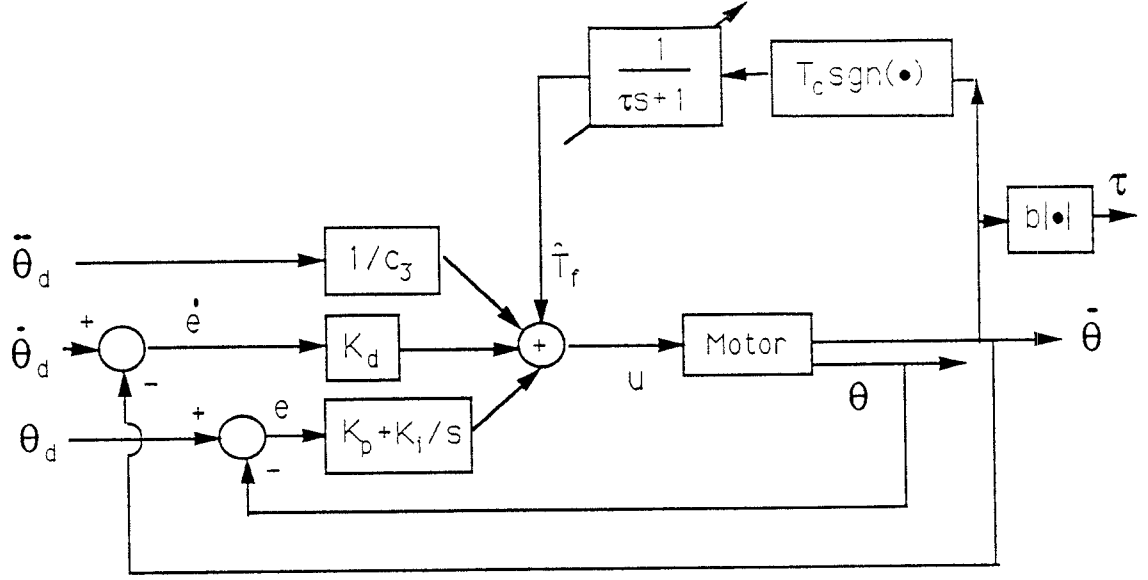 1
τs+1
T_c sgn(•)
τ
b|•|
θ̈_d
1/c_3
T̂_f
+
ė
θ̇_d
K_d
+
Motor
θ̄
-
u
θ
+
e
θ_d
K_p+K_i/s
-